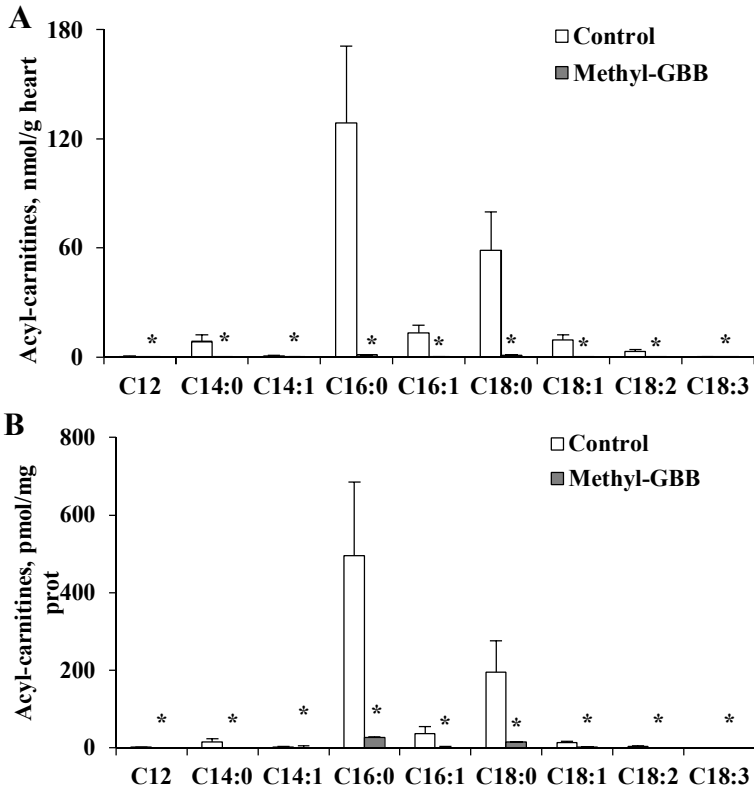 A
180
120
60
0
Acyl-carnitines, nmol/g heart
Control
Methyl-GBB
* * * * * * * * *
C12 C14:0 C14:1 C16:0 C16:1 C18:0 C18:1 C18:2 C18:3
B
800
600
400
200
0
Acyl-carnitines, pmol/mg
prot
Control
Methyl-GBB
* * * * * * * * *
C12 C14:0 C14:1 C16:0 C16:1 C18:0 C18:1 C18:2 C18:3